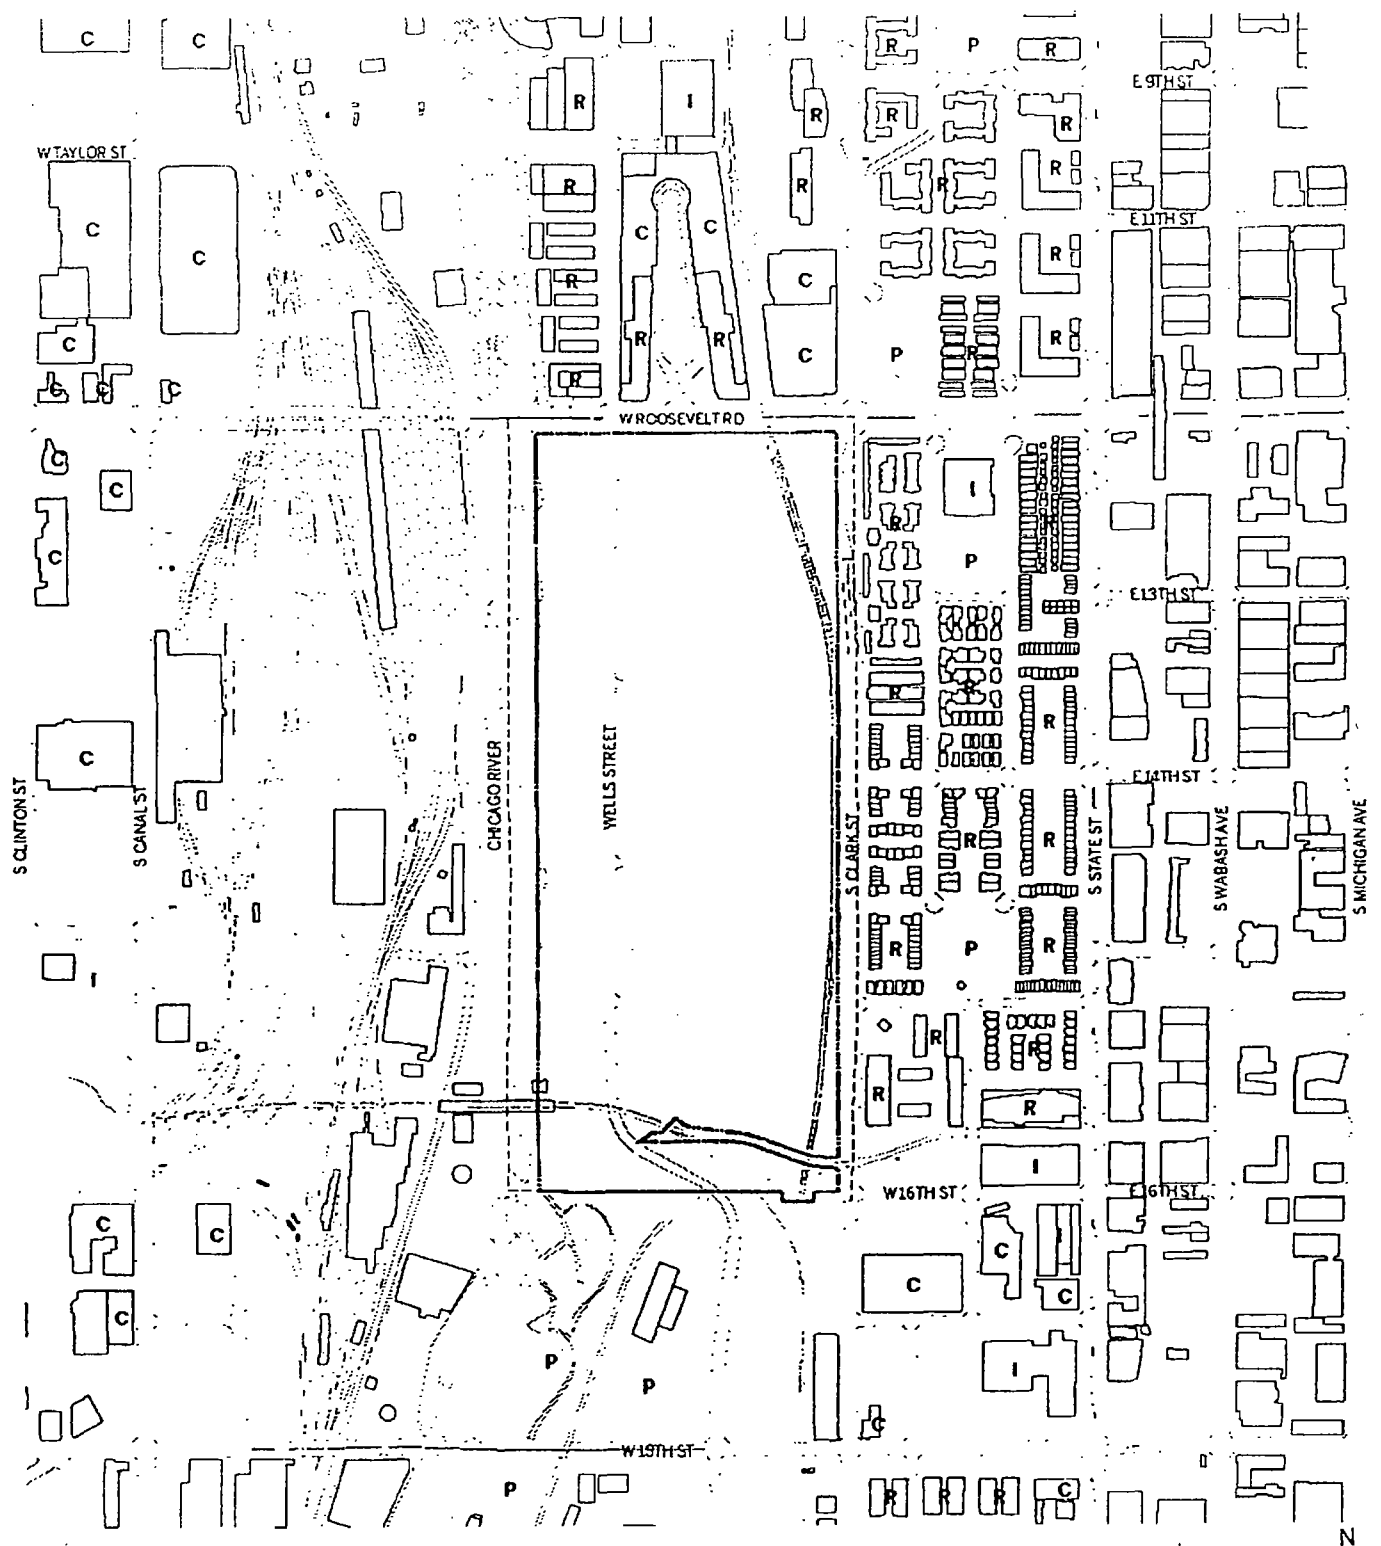 C C R P R
E 9TH ST
R I R R R
W TAYLOR ST
R R R R
E 11TH ST
C C C C R
C R C
C R R C P R R
C C C R
W ROOSEVELT RD
C C I R
C P
E 13TH ST
R R R
C
E 14TH ST
S CLINTON ST
S CANAL ST
CHICAGO RIVER
WELLS STREET
S CLARK ST
S STATE ST
S WABASH AVE
S MICHIGAN AVE
R R
R P R
R R
R R
I
W 16TH ST
E 16TH ST
C C C
C C C
P P I
C
W 19TH ST
P R R R C
N